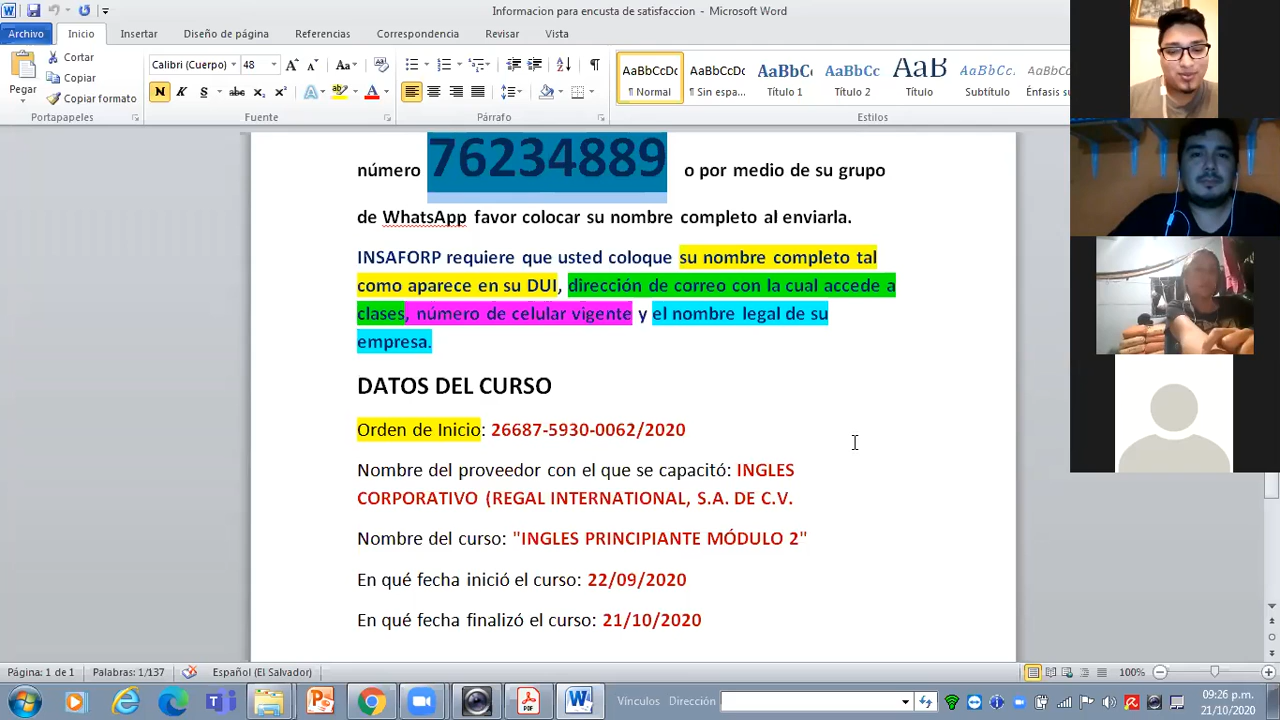 Informacion para encusta de satisfaccion - Microsoft Word
Archivo Inicio Insertar Diseño de página Referencias Correspondencia Revisar Vista
Pegar
Cortar
Copiar
Copiar formato
Portapapeles
Calibri (Cuerpo) 48
Fuente
Párrafo
AaBbCcDc AaBbCcDc AaBbC( AaBbCc AaB AaBbCc. AaBbCc
¶ Normal ¶ Sin espa... Título 1 Título 2 Título Subtítulo Énfasis su
Estilos
número 76234889 o por medio de su grupo
de WhatsApp favor colocar su nombre completo al enviarla.
INSAFORP requiere que usted coloque su nombre completo tal
como aparece en su DUI, dirección de correo con la cual accede a
clases, número de celular vigente y el nombre legal de su
empresa.
DATOS DEL CURSO
Orden de Inicio: 26687-5930-0062/2020
Nombre del proveedor con el que se capacitó: INGLES
CORPORATIVO (REGAL INTERNATIONAL, S.A. DE C.V.
Nombre del curso: "INGLES PRINCIPIANTE MÓDULO 2"
En qué fecha inició el curso: 22/09/2020
En qué fecha finalizó el curso: 21/10/2020
Página: 1 de 1 Palabras: 1/137 Español (El Salvador) 100%
Vínculos Dirección
09:26 p.m.
21/10/2020